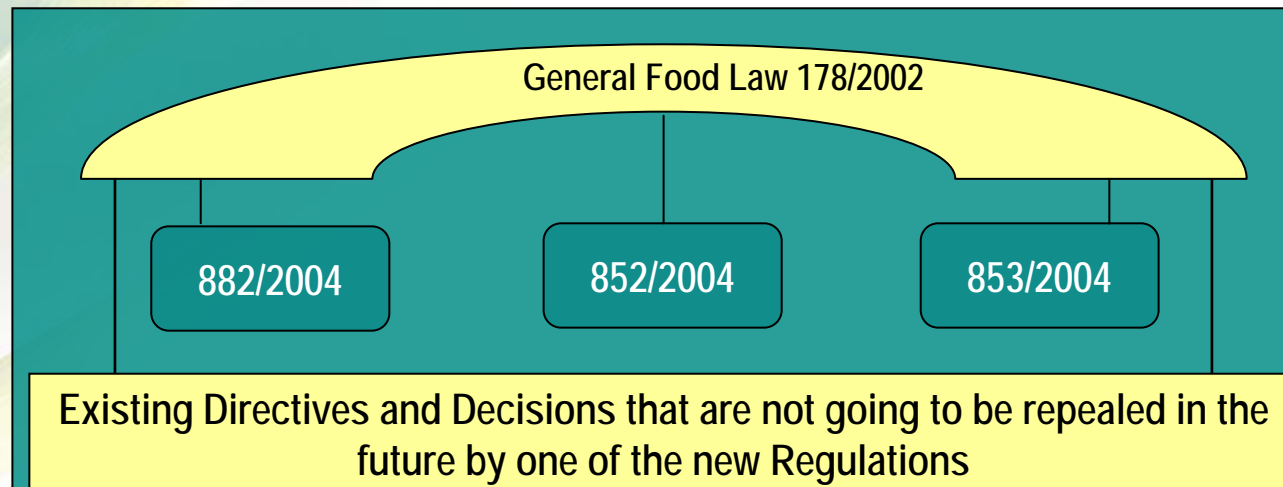 General Food Law 178/2002
882/2004
852/2004
853/2004
Existing Directives and Decisions that are not going to be repealed in the
future by one of the new Regulations